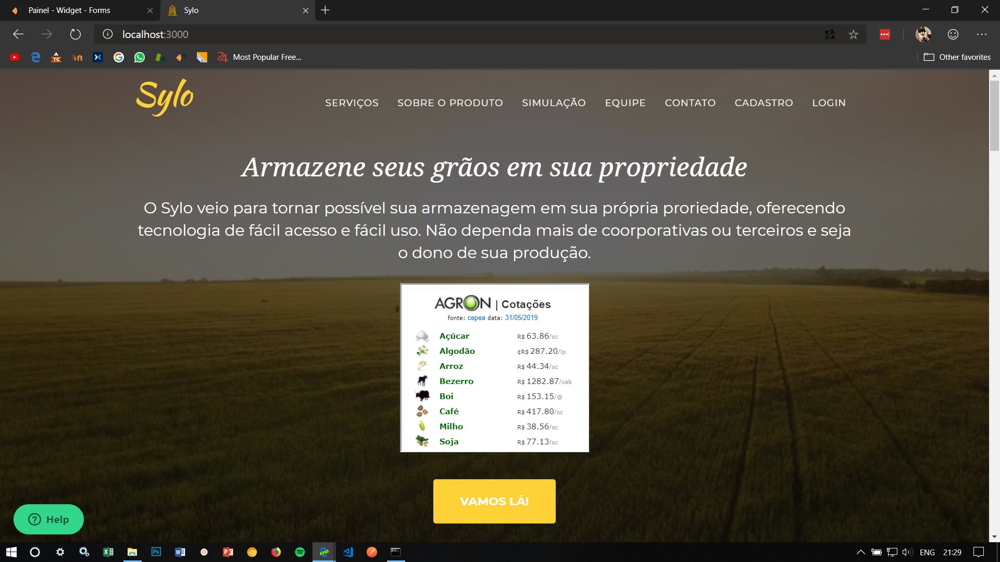 Painel - Widget - Forms
Sylo
localhost:3000
Most Popular Free...
Other favorites
Sylo
SERVIÇOS SOBRE O PRODUTO SIMULAÇÃO EQUIPE CONTATO CADASTRO LOGIN
Armazene seus grãos em sua propriedade
O Sylo veio para tornar possível sua armazenagem em sua própria proriedade, oferecendo
tecnologia de fácil acesso e fácil uso. Não dependa mais de coorporativas ou terceiros e seja
o dono de sua produção.
AGRON | Cotações
fonte: cepea data: 31/05/2019
Açúcar R$ 63.86/sc
Algodão ¢R$ 287.20/lp
Arroz R$ 44.34/sc
Bezerro R$ 1282.87/cab
Boi R$ 153.15/@
Café R$ 417.80/sc
Milho R$ 38.56/sc
Soja R$ 77.13/sc
VAMOS LÁ!
Help
ENG 21:29